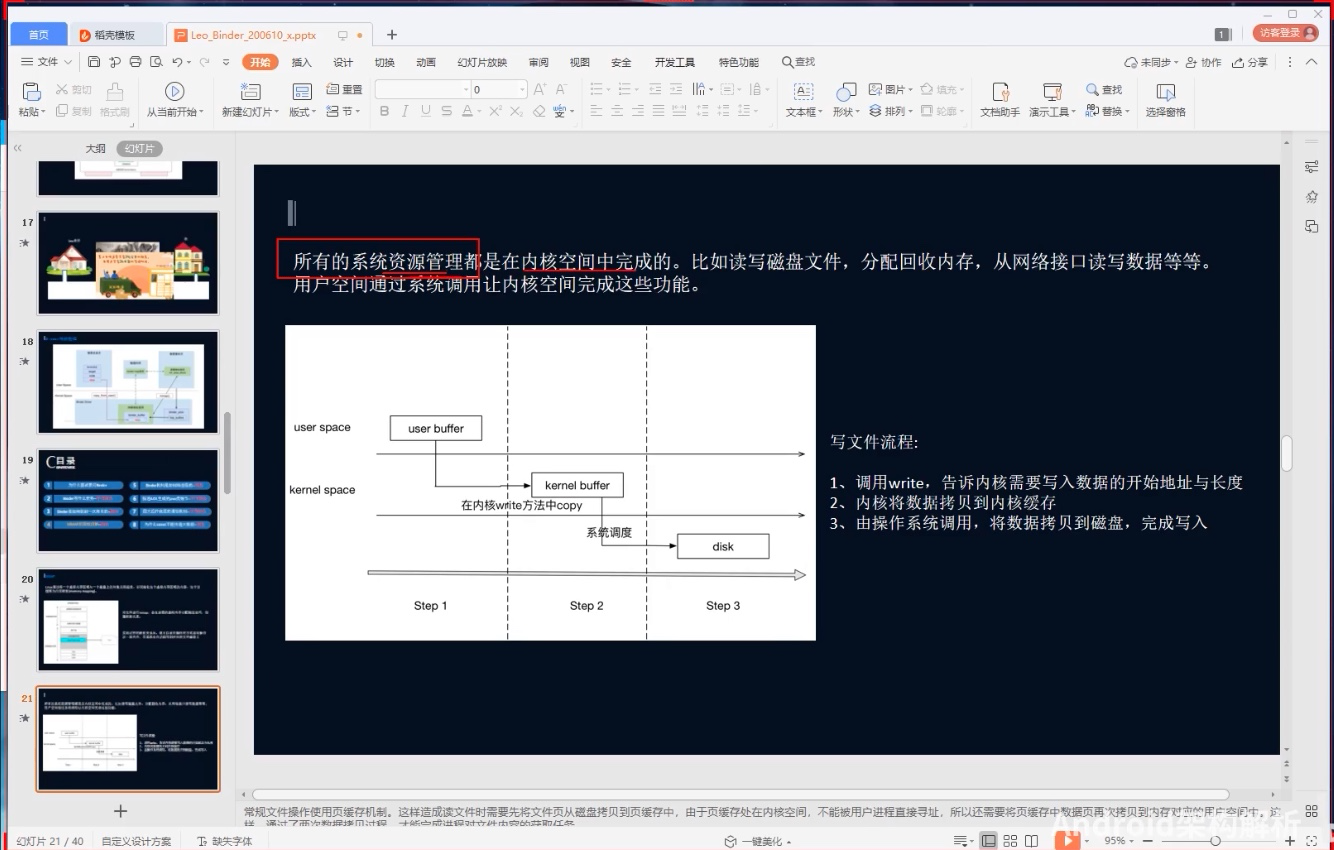 首页
稻壳模板
Leo_Binder_200610_x.pptx
1
访客登录
文件
开始
插入
设计
切换
动画
幻灯片放映
审阅
视图
安全
开发工具
特色功能
查找
未同步
协作
分享
粘贴
剪切
复制
格式刷
从当前开始
新建幻灯片
版式
重置
节
0
文本框
形状
图片
排列
填充
轮廓
文档助手
演示工具
查找
替换
选择窗格
大纲
幻灯片
17
18
19
目录
20
21
所有的系统资源管理都是在内核空间中完成的。比如读写磁盘文件，分配回收内存，从网络接口读写数据等等。
用户空间通过系统调用让内核空间完成这些功能。
user space
user buffer
kernel space
kernel buffer
在内核write方法中copy
系统调度
disk
Step 1
Step 2
Step 3
写文件流程:
1、调用write，告诉内核需要写入数据的开始地址与长度
2、内核将数据拷贝到内核缓存
3、由操作系统调用，将数据拷贝到磁盘，完成写入
常规文件操作使用页缓存机制。这样造成读文件时需要先将文件页从磁盘拷贝到页缓存中，由于页缓存处在内核空间，不能被用户进程直接寻址，所以还需要将页缓存中数据页再次拷贝到内存对应的用户空间中。这
样，通过了两次数据拷贝过程，才能完成进程对文件内容的获取任务
Android架构解析
幻灯片 21 / 40
自定义设计方案
缺失字体
一键美化
95%